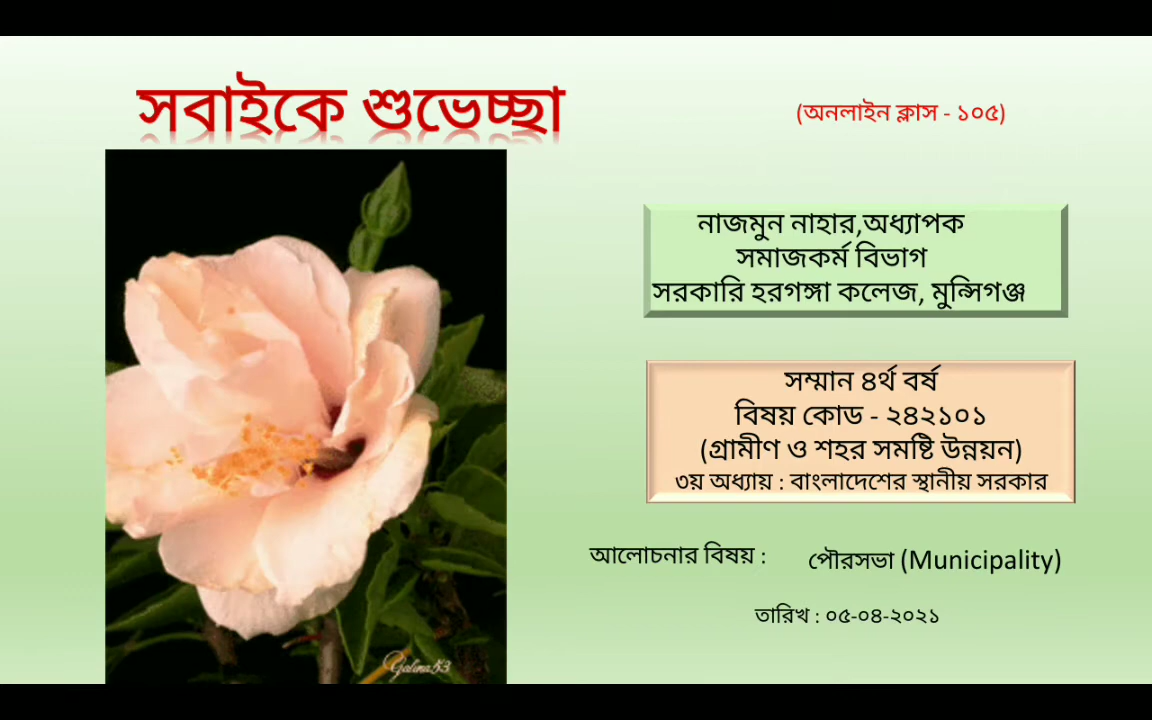 সবাইকে শুভেচ্ছা
(অনলাইন ক্লাস - ১০৫)
নাজমুন নাহার,অধ্যাপক
সমাজকর্ম বিভাগ
সরকারি হরগঙ্গা কলেজ, মুন্সিগঞ্জ
সম্মান ৪র্থ বর্ষ
বিষয় কোড - ২৪২১০১
(গ্রামীণ ও শহর সমষ্টি উন্নয়ন)
৩য় অধ্যায় : বাংলাদেশের স্থানীয় সরকার
আলোচনার বিষয় : পৌরসভা (Municipality)
তারিখ : ০৫-০৪-২০২১
Galina53